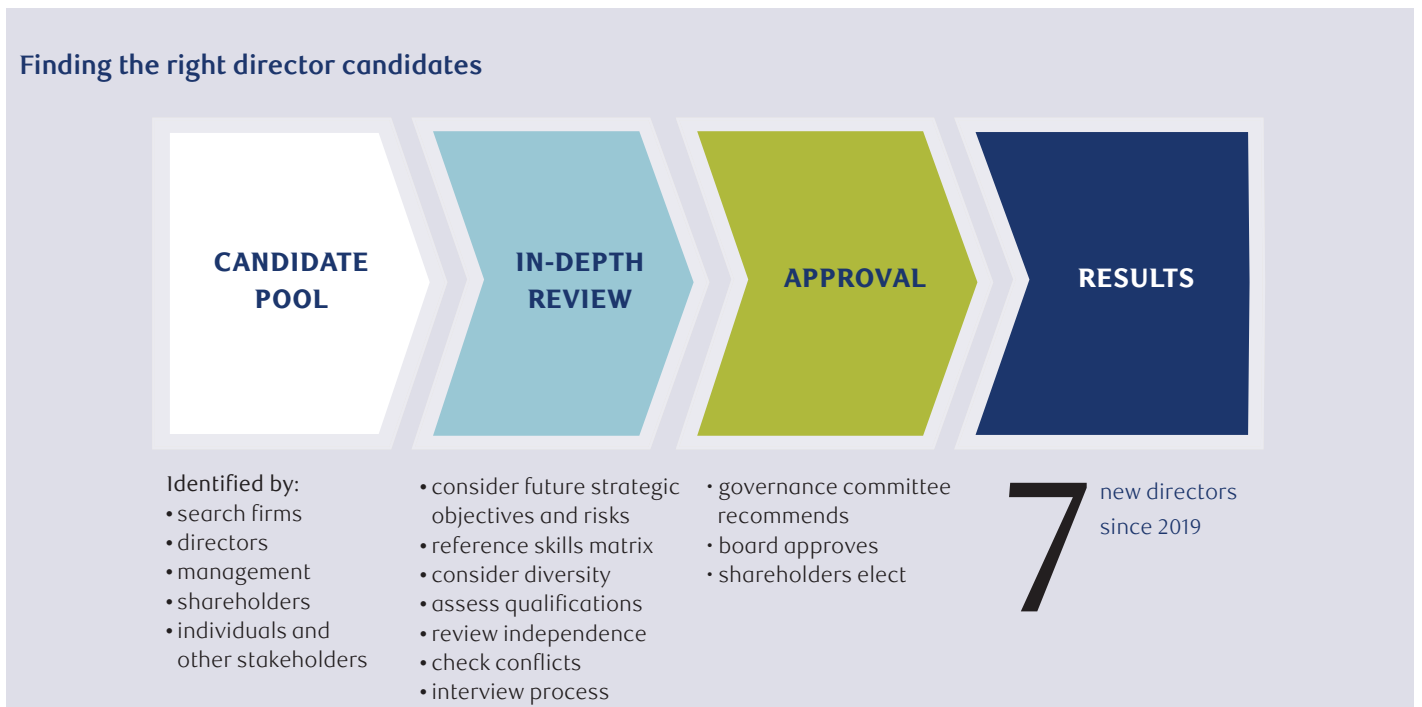 Finding the right director candidates
CANDIDATE
POOL
IN-DEPTH
REVIEW
APPROVAL
RESULTS
Identified by:
• search firms
• directors
• management
• shareholders
• individuals and
other stakeholders
• consider future strategic
objectives and risks
• reference skills matrix
• consider diversity
• assess qualifications
• review independence
• check conflicts
• interview process
• governance committee
recommends
• board approves
• shareholders elect
7
new directors
since 2019